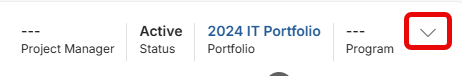 --- Active 2024 IT Portfolio ---
Project Manager Status Portfolio Program